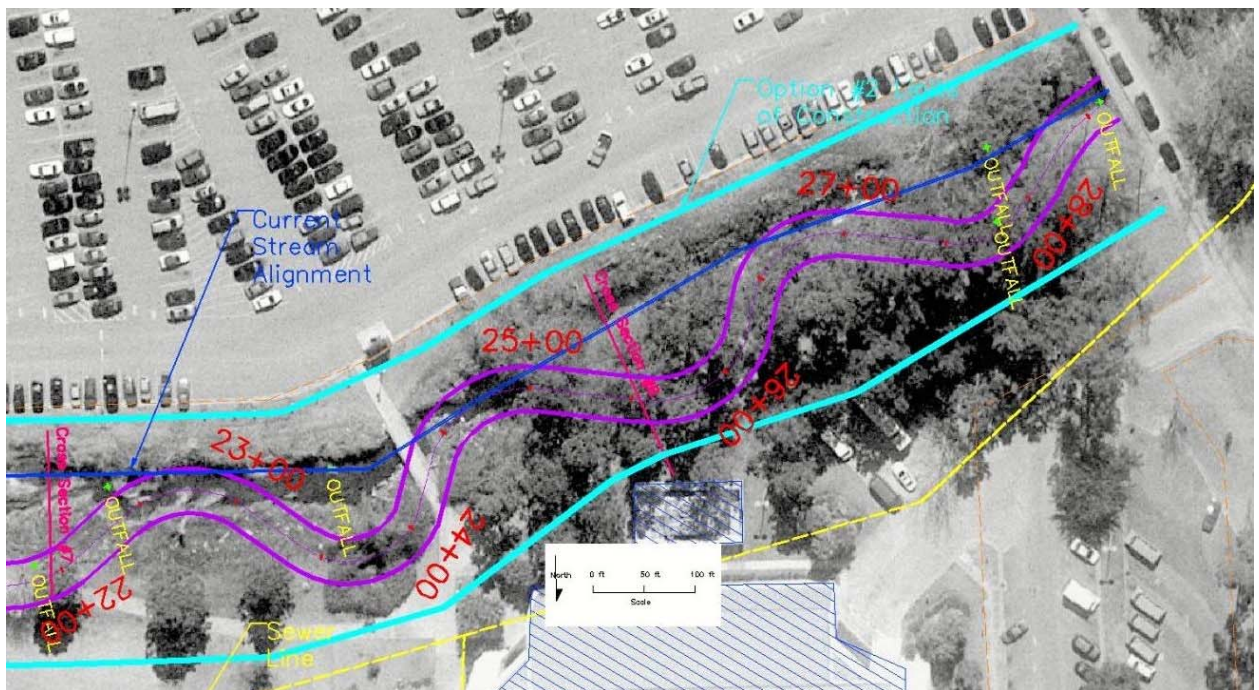 Option #2
of Construction
Current
Stream
Alignment
27+00
28+00
OUTFALL
OUTFALL
OUTFALL
25+00
26+00
Cross Section
23+00
24+00
OUTFALL
Cross Section #7
OUTFALL
OUTFALL
22+00
Sewer
Line
North
0 ft
50 ft
100 ft
Scale